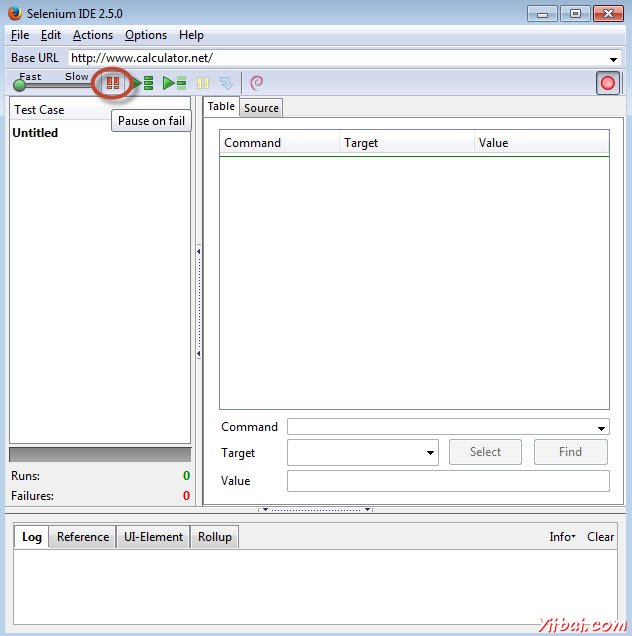 Selenium IDE 2.5.0
File Edit Actions Options Help
Base URL http://www.calculator.net/
Fast Slow
Test Case
Pause on fail
Untitled
Table Source
Command Target Value
Command
Target Select Find
Value
Runs: 0
Failures: 0
Log Reference UI-Element Rollup Info Clear
Yiibai.com